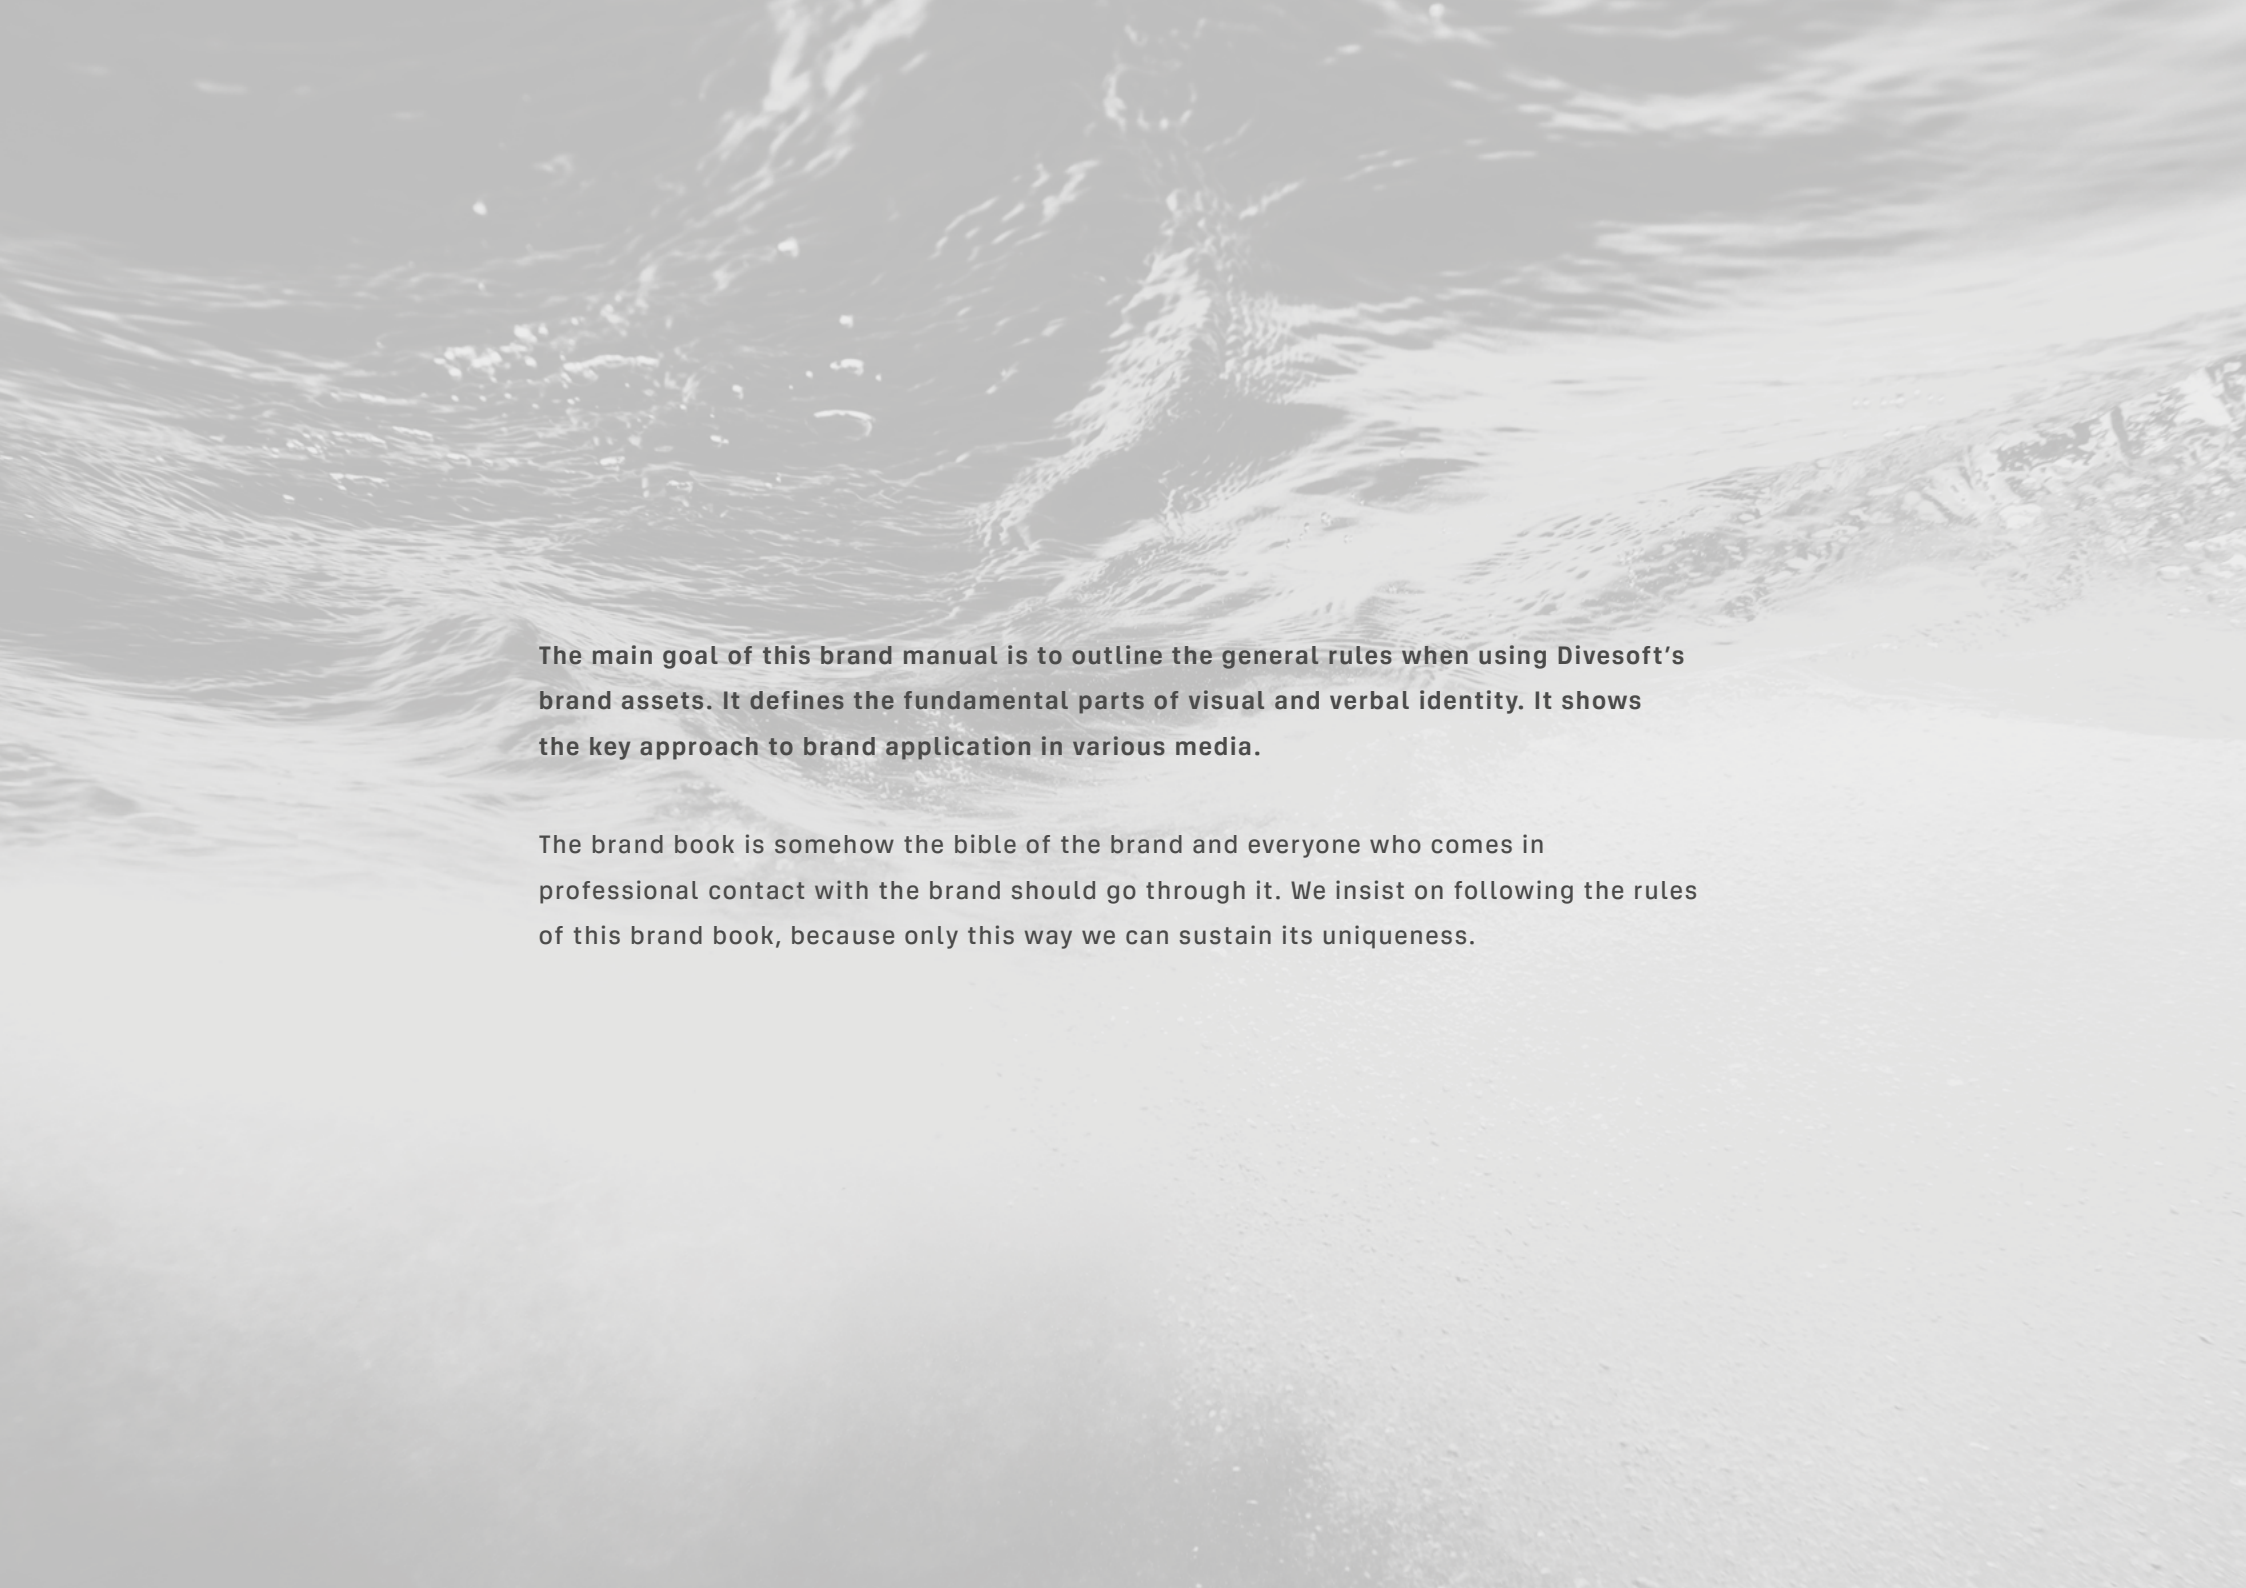 The main goal of this brand manual is to outline the general rules when using Divesoft’s
brand assets. It defines the fundamental parts of visual and verbal identity. It shows
the key approach to brand application in various media.
The brand book is somehow the bible of the brand and everyone who comes in
professional contact with the brand should go through it. We insist on following the rules
of this brand book, because only this way we can sustain its uniqueness.